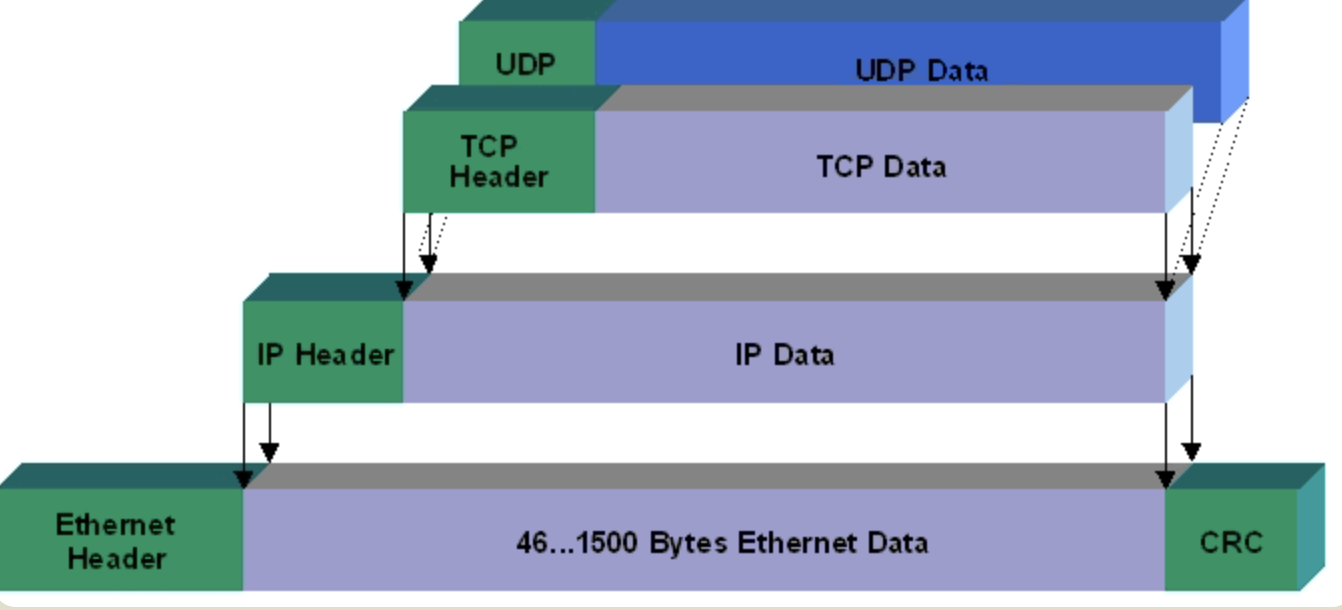 UDP
UDP Data
TCP
Header
TCP Data
IP Header
IP Data
Ethernet
Header
46...1500 Bytes Ethernet Data
CRC